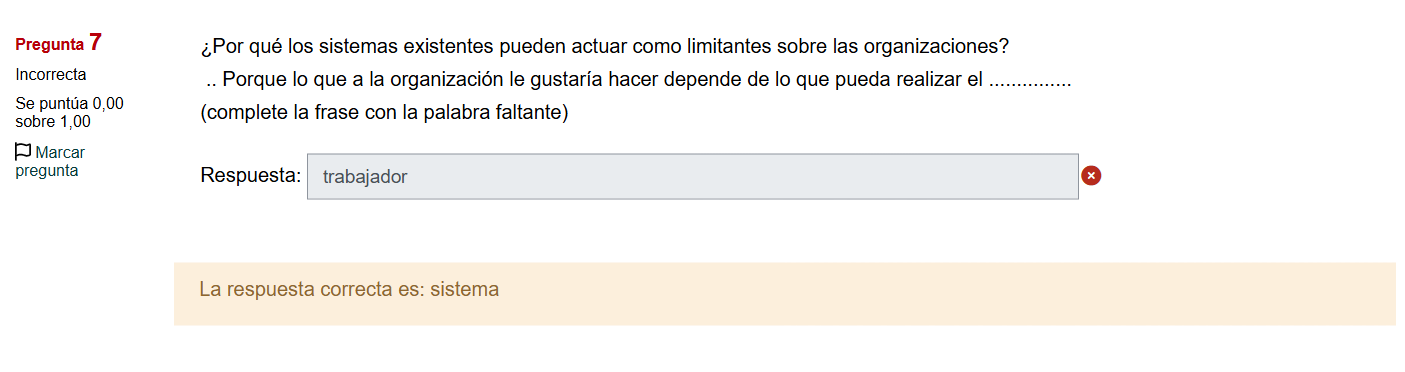 Pregunta 7
Incorrecta
Se puntúa 0,00
sobre 1,00
Marcar
pregunta
¿Por qué los sistemas existentes pueden actuar como limitantes sobre las organizaciones?
.. Porque lo que a la organización le gustaría hacer depende de lo que pueda realizar el ...............
(complete la frase con la palabra faltante)
Respuesta: trabajador
La respuesta correcta es: sistema